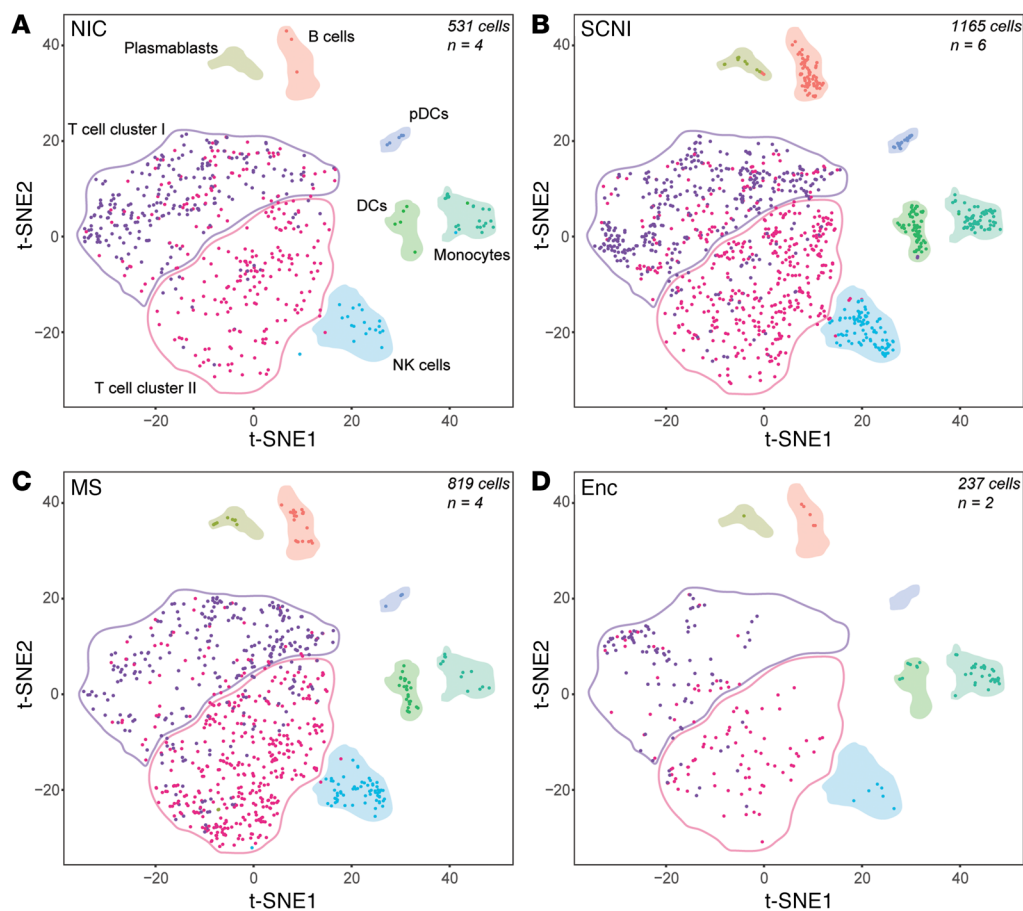 A
NIC
531 cells
n = 4
Plasmablasts
B cells
pDCs
T cell cluster I
DCs
Monocytes
NK cells
T cell cluster II
40
20
0
−20
t-SNE2
−20
0
20
40
t-SNE1
B
SCNI
1165 cells
n = 6
40
20
0
−20
t-SNE2
−20
0
20
40
t-SNE1
C
MS
819 cells
n = 4
40
20
0
−20
t-SNE2
−20
0
20
40
t-SNE1
D
Enc
237 cells
n = 2
40
20
0
−20
t-SNE2
−20
0
20
40
t-SNE1